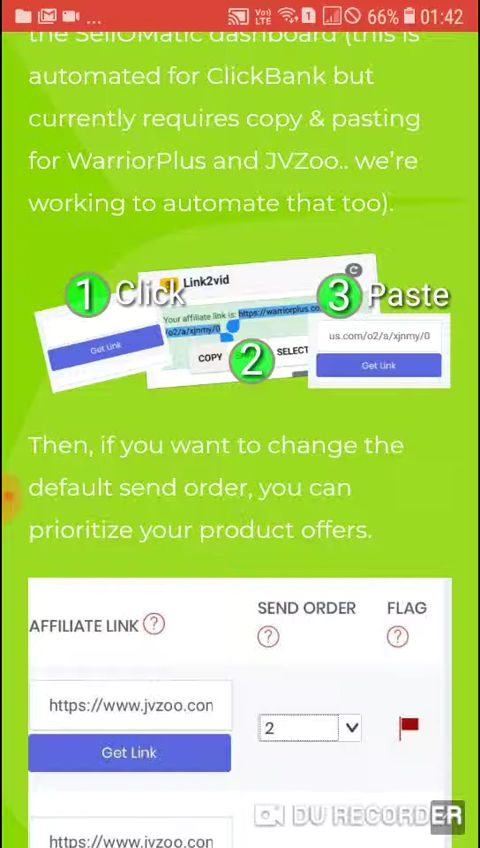 66% 01:42
the SellOMatic dashboard (this is
automated for ClickBank but
currently requires copy & pasting
for WarriorPlus and JVZoo.. we’re
working to automate that too).
1 Click
Get Link
Link2vid
Your affiliate link is: https://warriorplus.co
/o2/a/xjnmy/0
COPY
SELECT
2
3 Paste
us.com/o2/a/xjnmy/0
Get Link
Then, if you want to change the
default send order, you can
prioritize your product offers.
AFFILIATE LINK ?
SEND ORDER ?
FLAG ?
https://www.jvzoo.con
2
Get Link
https://www.jvzoo.con
DU RECORDER